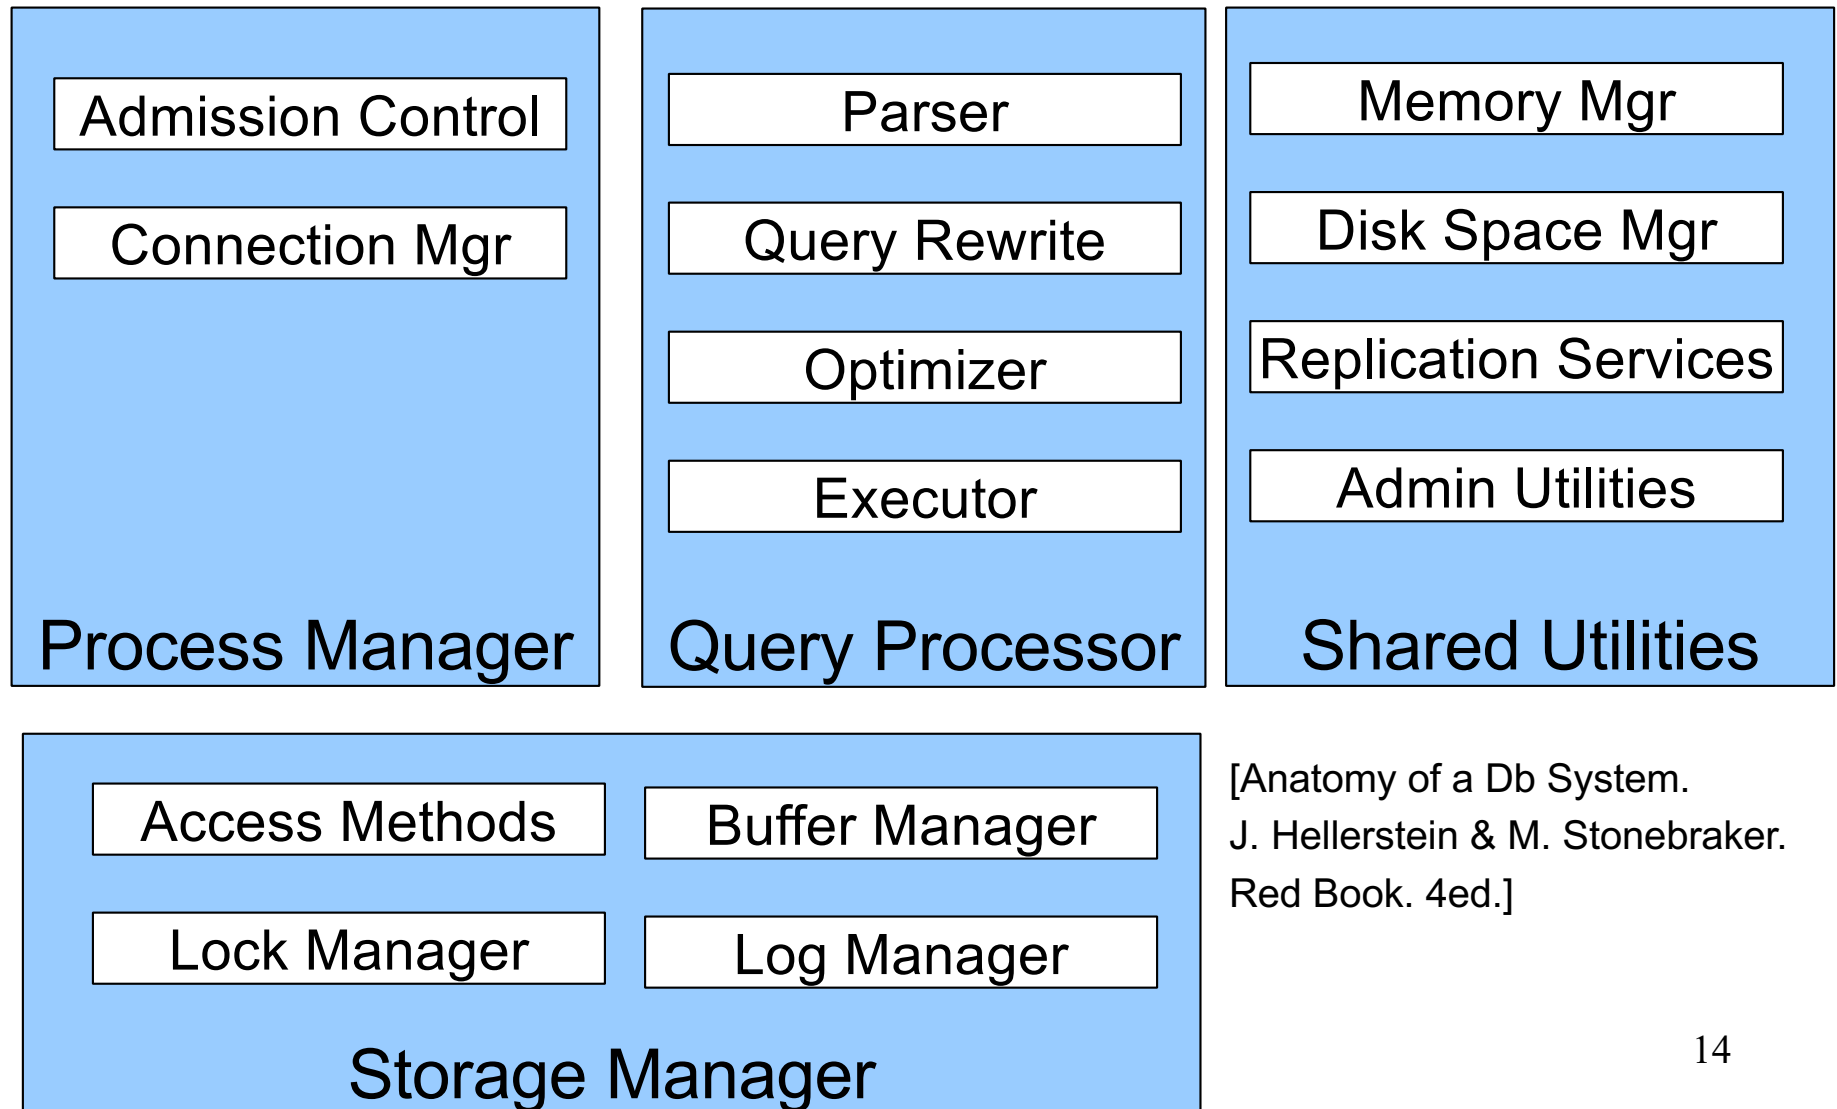 Admission Control
Connection Mgr
Process Manager
Parser
Query Rewrite
Optimizer
Executor
Query Processor
Memory Mgr
Disk Space Mgr
Replication Services
Admin Utilities
Shared Utilities
Access Methods
Buffer Manager
Lock Manager
Log Manager
Storage Manager
[Anatomy of a Db System.
J. Hellerstein & M. Stonebraker.
Red Book. 4ed.]
14